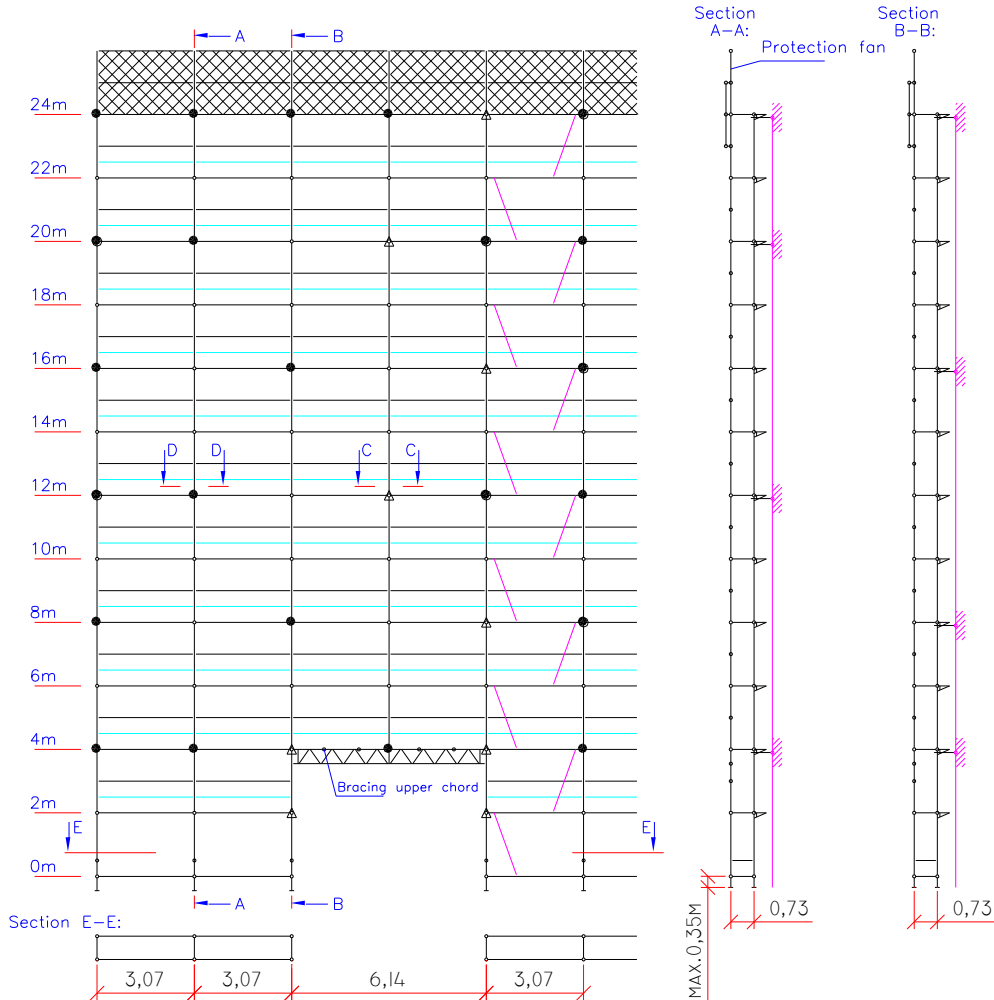 Section
A-A:
Section
B-B:
Protection fan
A
B
24m
22m
20m
18m
16m
14m
D
D
C
C
12m
10m
8m
6m
4m
Bracing upper chord
2m
E
E
0m
A
B
Section E-E:
3,07
3,07
6,14
3,07
MAX.0,35M
0,73
0,73